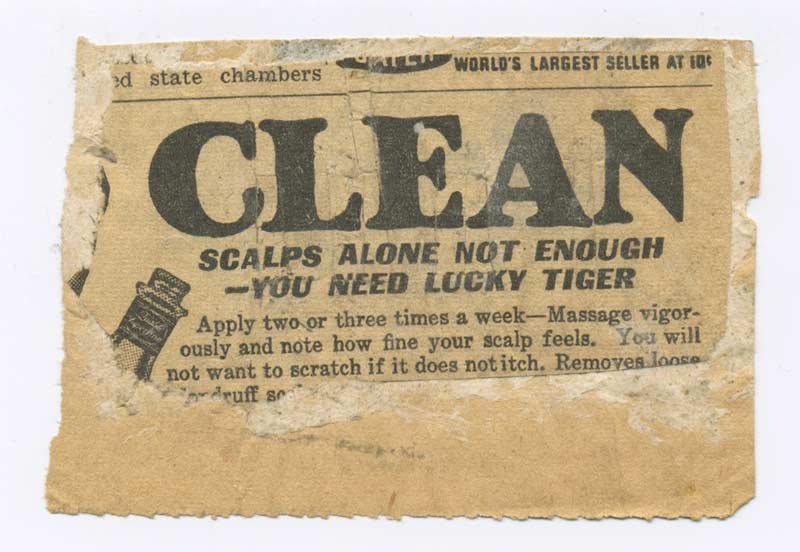 ed state chambers
WORLD'S LARGEST SELLER AT 10¢
CLEAN
SCALPS ALONE NOT ENOUGH
—YOU NEED LUCKY TIGER
Apply two or three times a week—Massage vigor-
ously and note how fine your scalp feels. You will
not want to scratch if it does not itch. Removes loose
dandruff